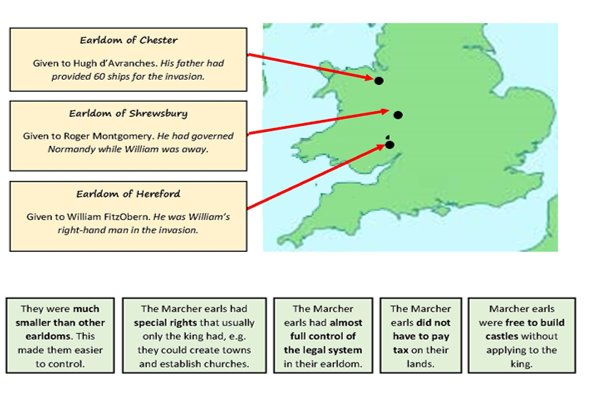 Earldom of Chester
Given to Hugh d’Avranches. His father had
provided 60 ships for the invasion.
Earldom of Shrewsbury
Given to Roger Montgomery. He had governed
Normandy while William was away.
Earldom of Hereford
Given to William FitzObern. He was William’s
right-hand man in the invasion.
They were much
smaller than other
earldoms. This
made them easier
to control.
The Marcher earls had
special rights that usually
only the king had, e.g.
they could create towns
and establish churches.
The Marcher
earls had almost
full control of
the legal system
in their earldom.
The Marcher
earls did not
have to pay
tax on their
lands.
Marcher earls
were free to build
castles without
applying to the
king.